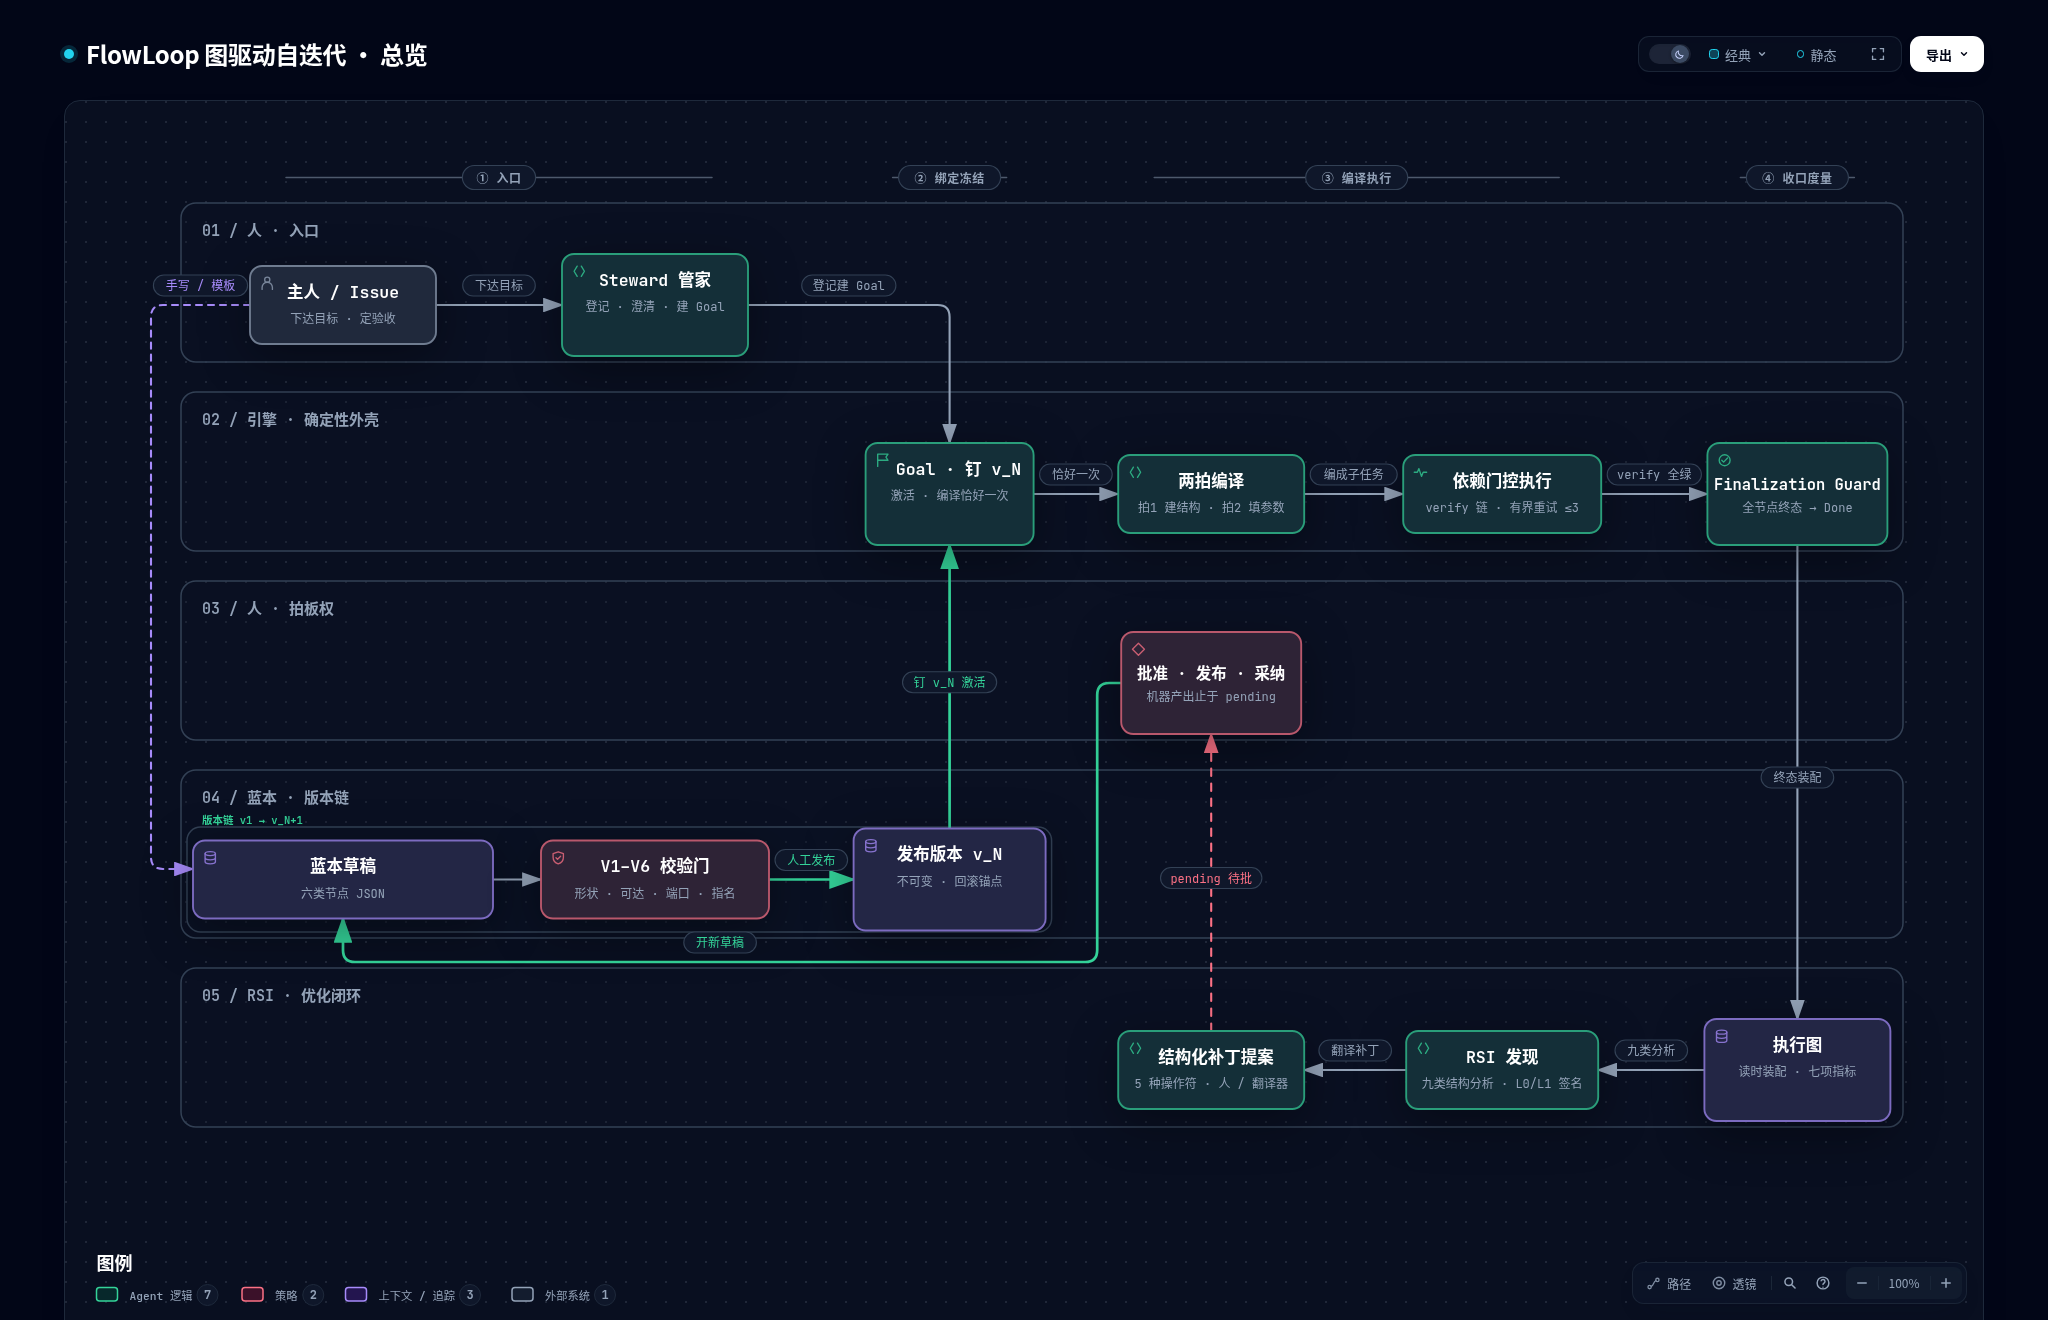 FlowLoop 图驱动自迭代 · 总览
经典
静态
导出
① 入口
② 绑定冻结
③ 编译执行
④ 收口度量
01 / 人 · 入口
手写 / 模板
主人 / Issue
下达目标 · 定验收
下达目标
Steward 管家
登记 · 澄清 · 建 Goal
登记建 Goal
02 / 引擎 · 确定性外壳
Goal · 钉 v_N
激活 · 编译恰好一次
恰好一次
两拍编译
拍1 建结构 · 拍2 填参数
编成子任务
依赖门控执行
verify 链 · 有界重试 ≤3
verify 全绿
Finalization Guard
全节点终态 → Done
03 / 人 · 拍板权
钉 v_N 激活
批准 · 发布 · 采纳
机器产出止于 pending
终态装配
04 / 蓝本 · 版本链
版本链 v1 → v_N+1
蓝本草稿
六类节点 JSON
V1–V6 校验门
形状 · 可达 · 端口 · 指名
人工发布
发布版本 v_N
不可变 · 回滚锚点
pending 待批
开新草稿
05 / RSI · 优化闭环
结构化补丁提案
5 种操作符 · 人 / 翻译器
翻译补丁
RSI 发现
九类结构分析 · L0/L1 签名
九类分析
执行图
读时装配 · 七项指标
图例
Agent 逻辑 7
策略 2
上下文 / 追踪 3
外部系统 1
路径
透镜
100%